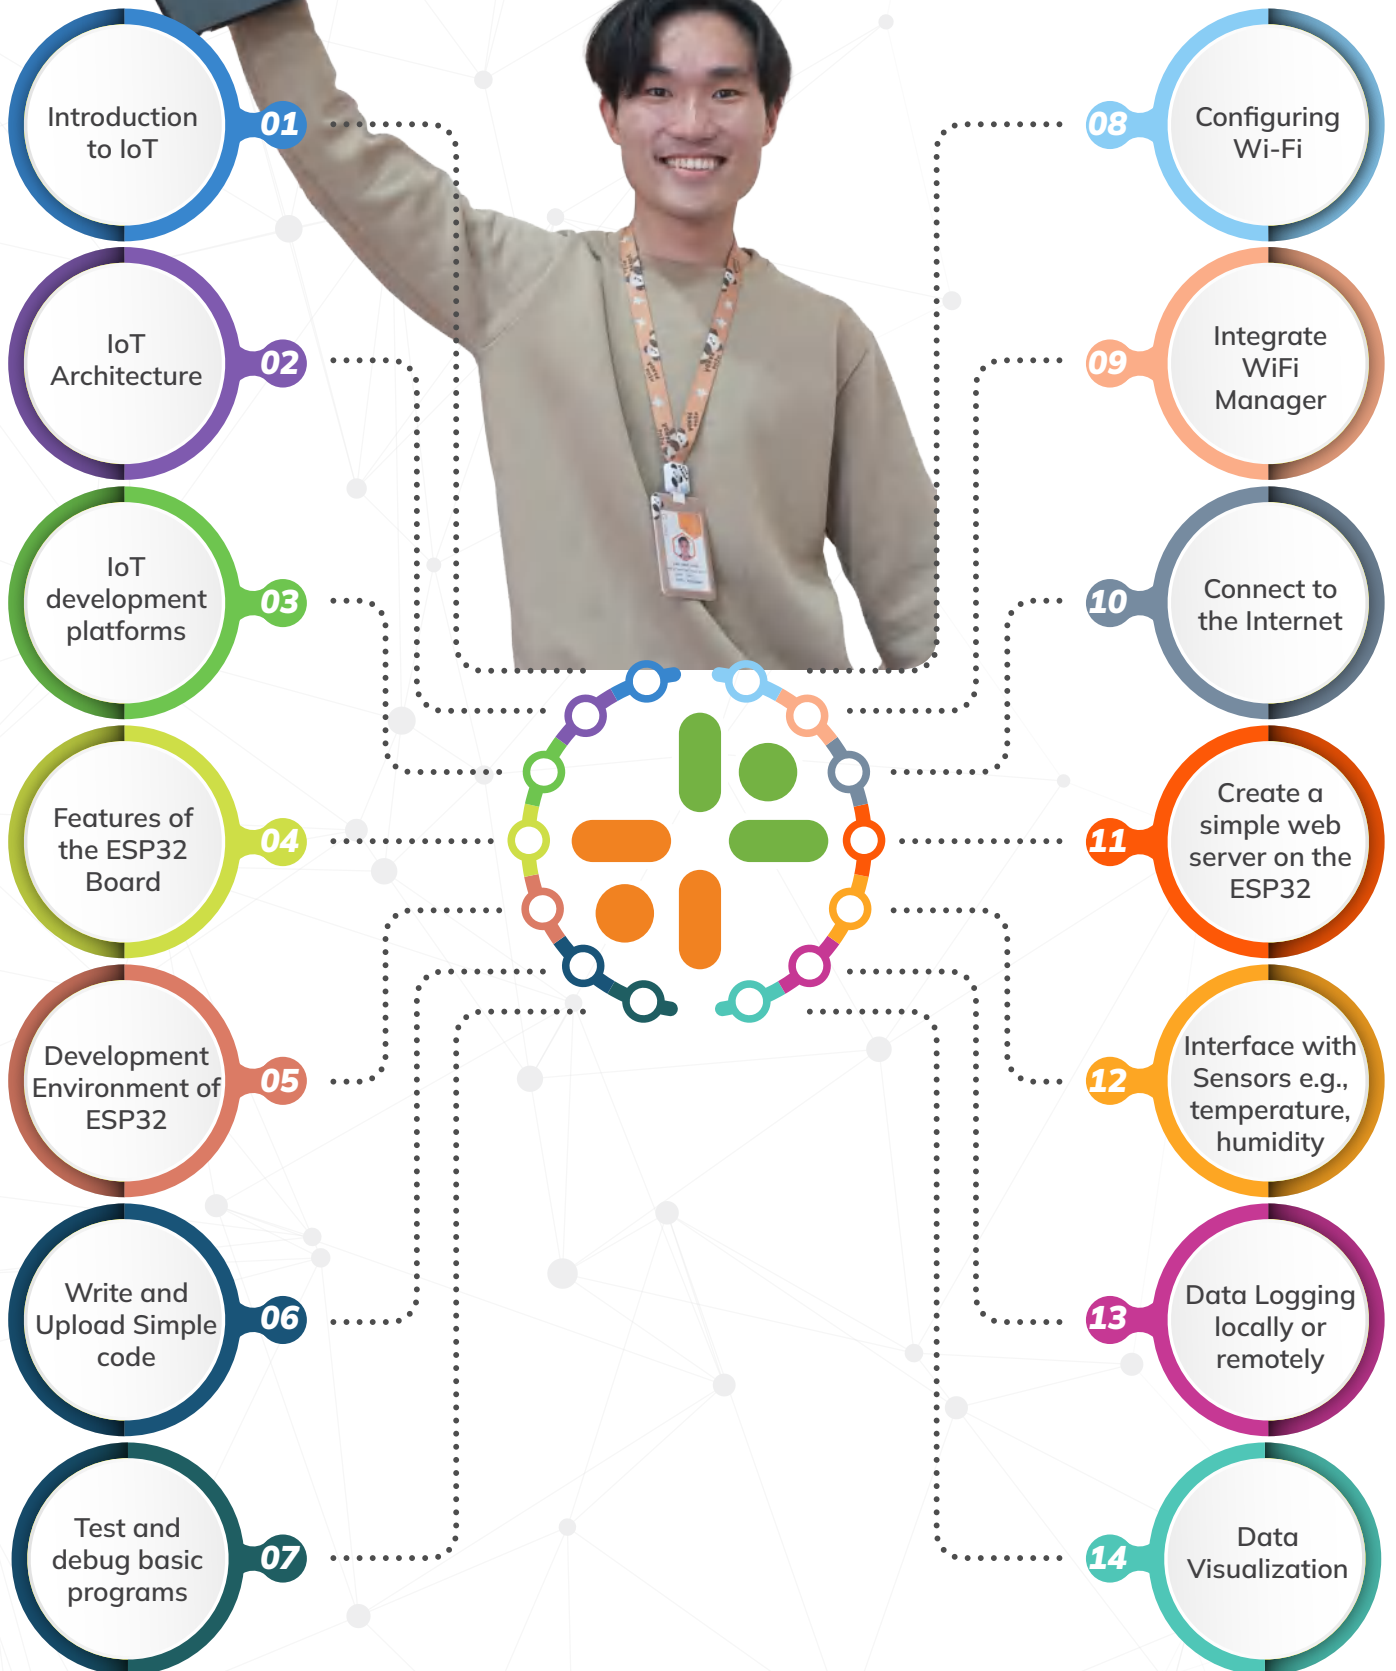 Introduction
to IoT
01
IoT
Architecture
02
IoT
development
platforms
03
Features of
the ESP32
Board
04
Development
Environment of
ESP32
05
Write and
Upload Simple
code
06
Test and
debug basic
programs
07
08
Configuring
Wi-Fi
09
Integrate
WiFi
Manager
10
Connect to
the Internet
11
Create a
simple web
server on the
ESP32
12
Interface with
Sensors e.g.,
temperature,
humidity
13
Data Logging
locally or
remotely
14
Data
Visualization